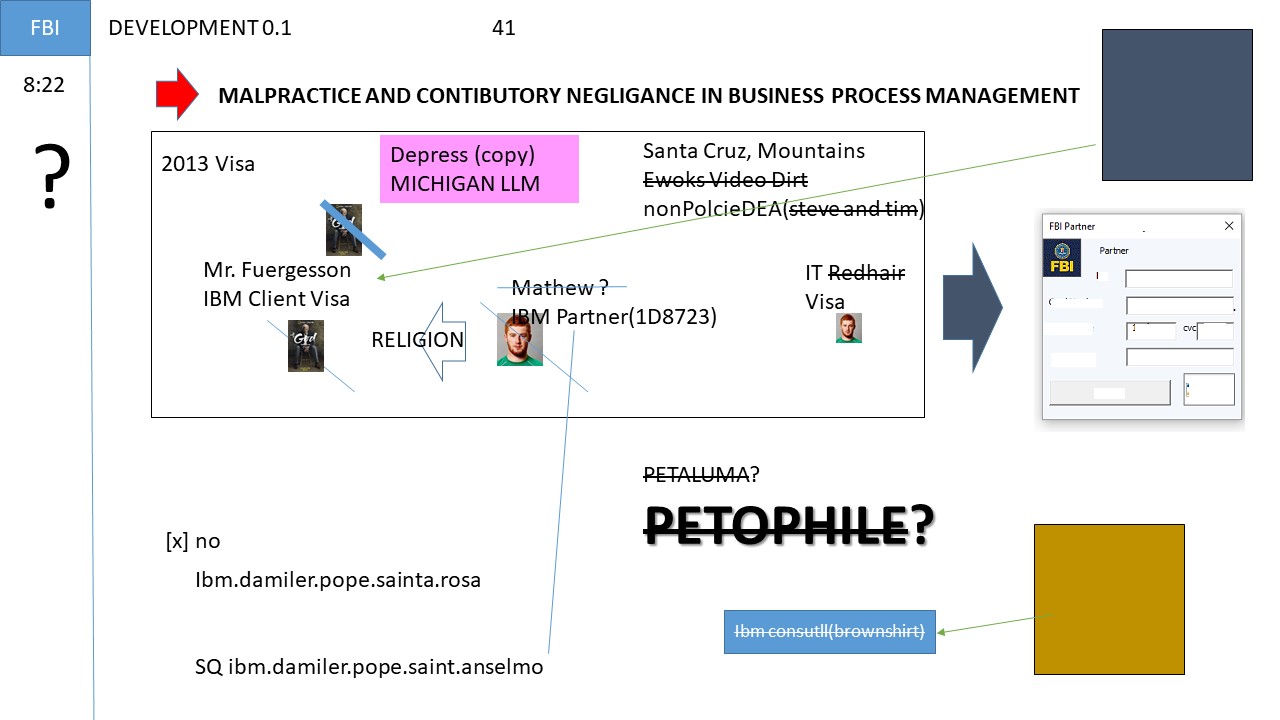 FBI
DEVELOPMENT 0.1
41
8:22
?
MALPRACTICE AND CONTIBUTORY NEGLIGANCE IN BUSINESS PROCESS MANAGEMENT
2013 Visa
Depress (copy)
MICHIGAN LLM
Santa Cruz, Mountains
Ewoks Video Dirt
nonPolcieDEA(steve and tim)
Mr. Fuergesson
IBM Client Visa
Mathew ?
IBM Partner(1D8723)
IT Redhair
Visa
RELIGION
FBI Partner
FBI
Partner
cvc
PETALUMA?
PETOPHILE?
[x] no
Ibm.damiler.pope.sainta.rosa
Ibm consutll(brownshirt)
SQ ibm.damiler.pope.saint.anselmo